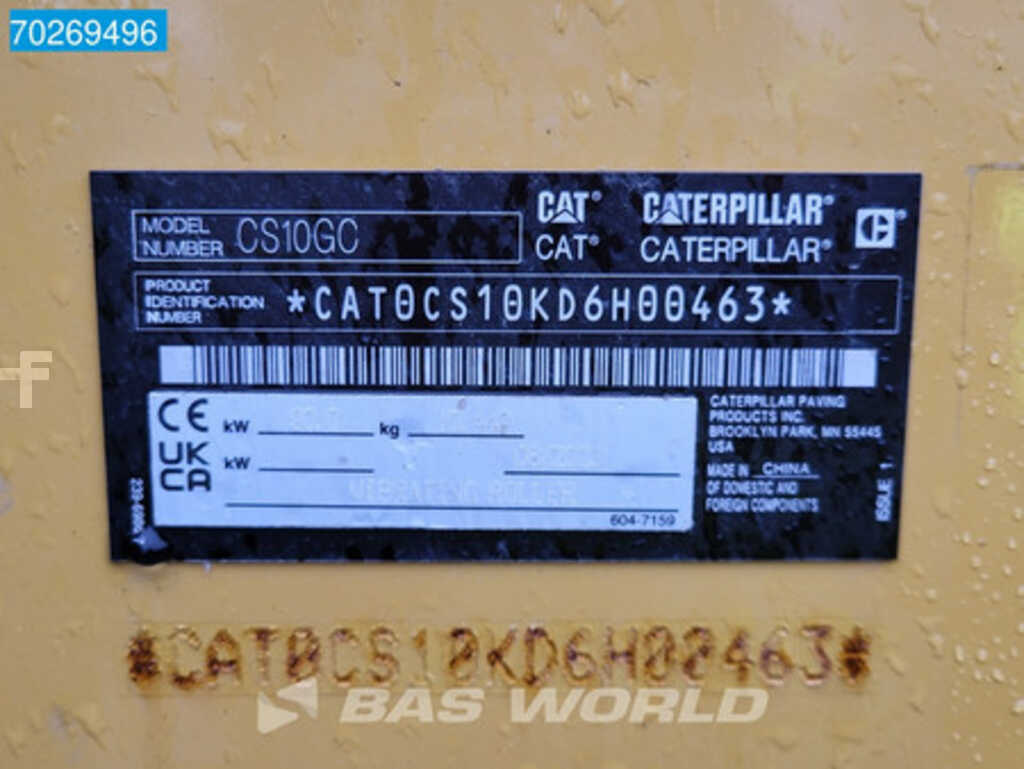 70269496
CAT® CATERPILLAR®
CAT® CATERPILLAR®
MODEL
NUMBER CS10GC
PRODUCT
IDENTIFICATION
NUMBER *CAT0CS10KD6H00463*
CE kW kg
UK
CA kW
VIBRATING ROLLER
604-7159
CATERPILLAR PAVING
PRODUCTS INC.
BROOKLYN PARK, MN 55445
USA
MADE IN CHINA
OF DOMESTIC AND
FOREIGN COMPONENTS
ISSUE 1
*CAT0CS10KD6H00463*
BAS WORLD